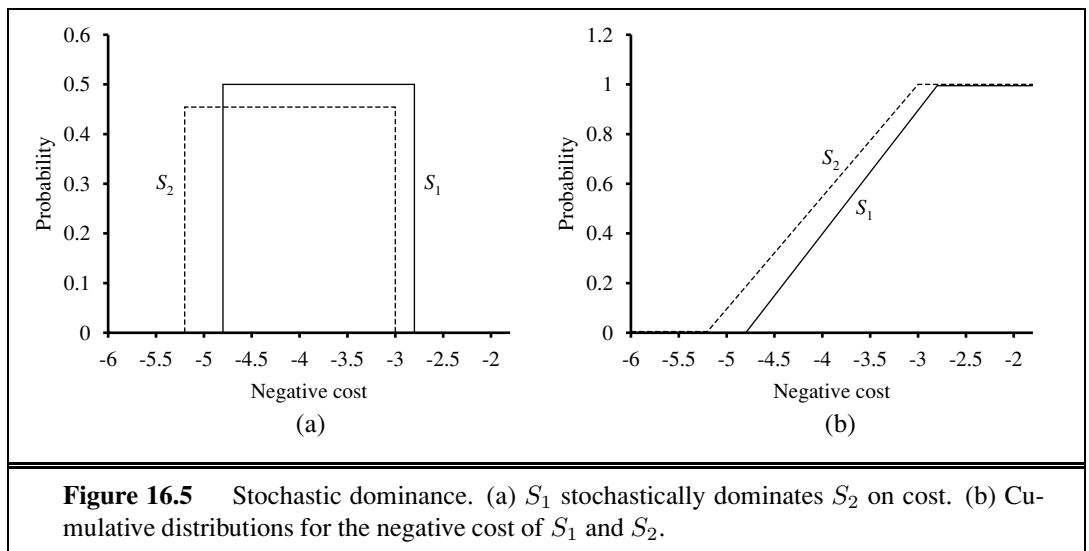 0.6
0.5
0.4
0.3
0.2
0.1
0
Probability
S₂
S₁
-6 -5.5 -5 -4.5 -4 -3.5 -3 -2.5 -2
Negative cost
(a)
1.2
1
0.8
0.6
0.4
0.2
0
Probability
S₂
S₁
-6 -5.5 -5 -4.5 -4 -3.5 -3 -2.5 -2
Negative cost
(b)
Figure 16.5 Stochastic dominance. (a) S₁ stochastically dominates S₂ on cost. (b) Cu-
mulative distributions for the negative cost of S₁ and S₂.